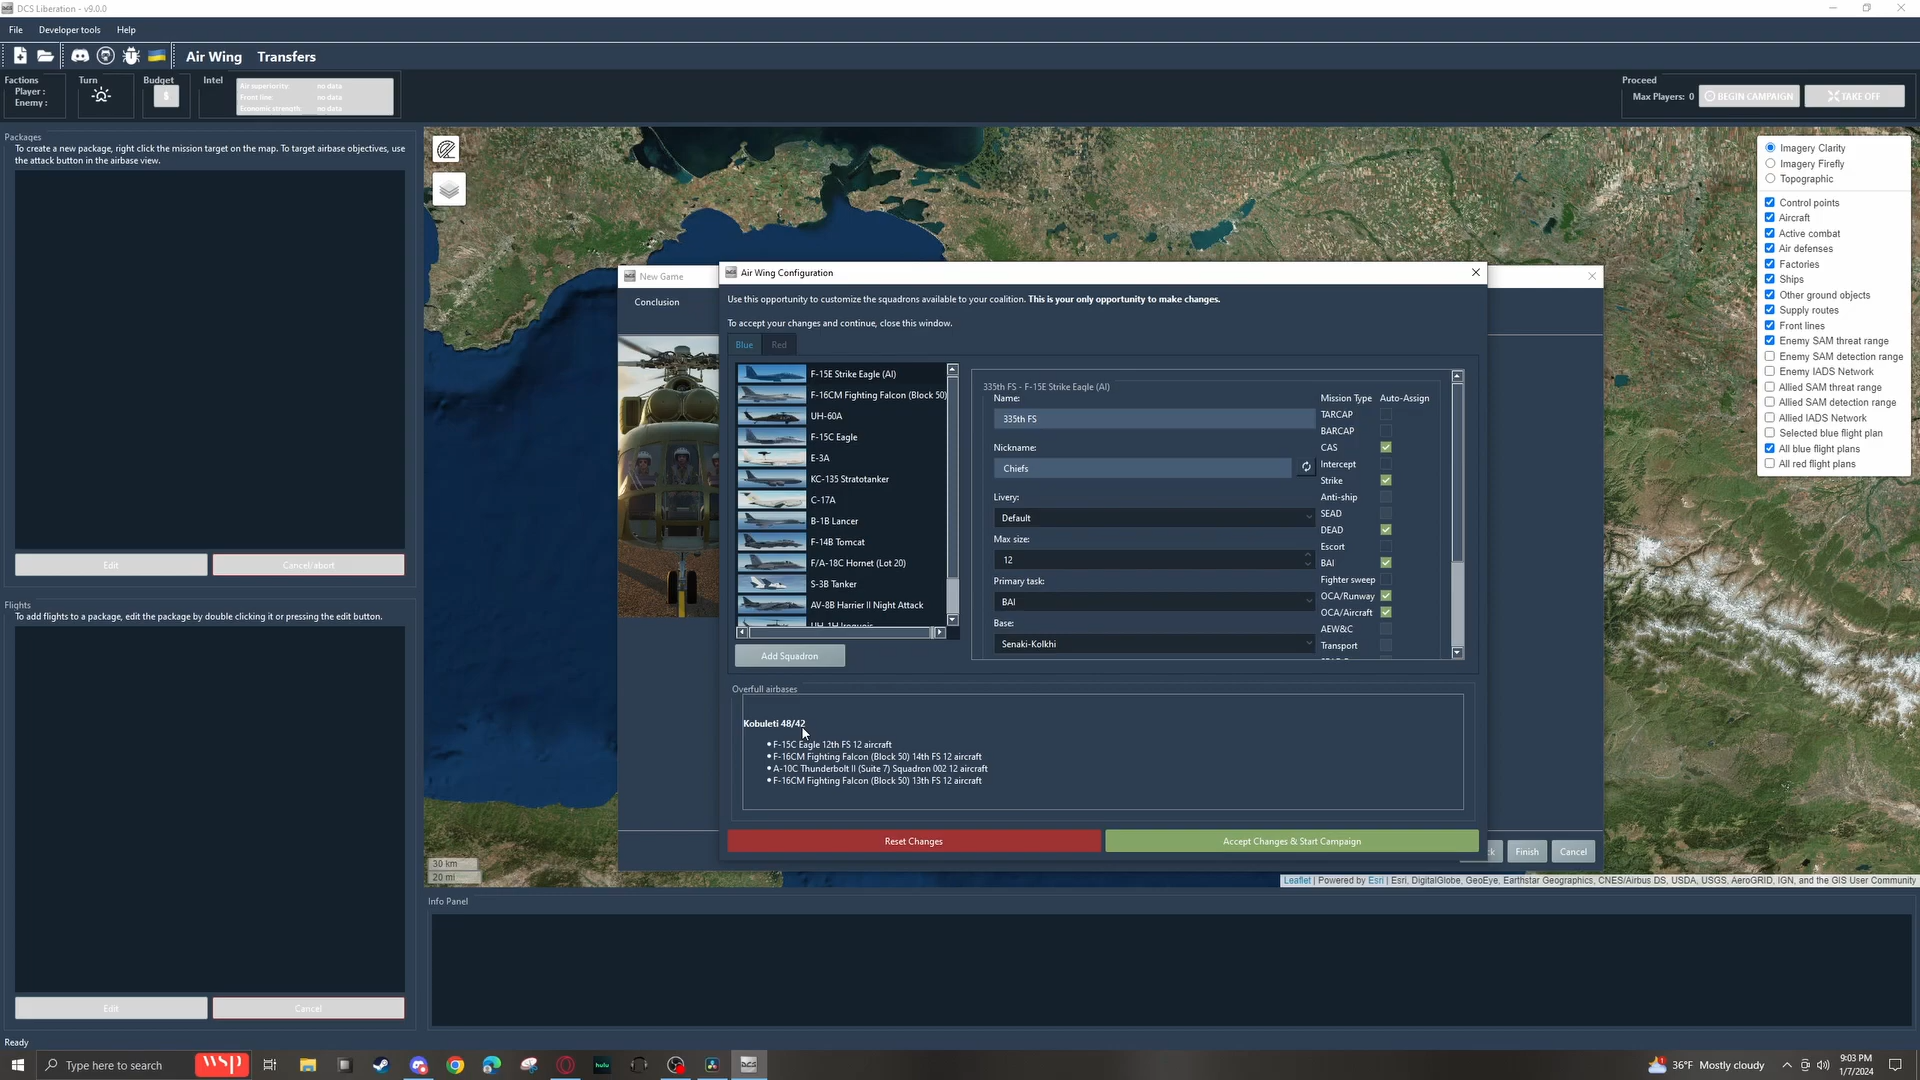 DCS Liberation - v9.0.0
File Developer tools Help
Air Wing Transfers
Factions
Player :
Enemy :
Turn
Budget
$
Intel
Air superiority: no data
Front line: no data
Economic strength: no data
Proceed
Max Players: 0
BEGIN CAMPAIGN
TAKE OFF
Packages
To create a new package, right click the mission target on the map. To target airbase objectives, use
the attack button in the airbase view.
Edit
Cancel/abort
Flights
To add flights to a package, edit the package by double clicking it or pressing the edit button.
Edit
Cancel
Imagery Clarity
Imagery Firefly
Topographic
Control points
Aircraft
Active combat
Air defenses
Factories
Ships
Other ground objects
Supply routes
Front lines
Enemy SAM threat range
Enemy SAM detection range
Enemy IADS Network
Allied SAM threat range
Allied SAM detection range
Allied IADS Network
Selected blue flight plan
All blue flight plans
All red flight plans
New Game
Conclusion
Air Wing Configuration
Use this opportunity to customize the squadrons available to your coalition. This is your only opportunity to make changes.
To accept your changes and continue, close this window.
Blue Red
F-15E Strike Eagle (AI)
F-16CM Fighting Falcon (Block 50)
UH-60A
F-15C Eagle
E-3A
KC-135 Stratotanker
C-17A
B-1B Lancer
F-14B Tomcat
F/A-18C Hornet (Lot 20)
S-3B Tanker
AV-8B Harrier II Night Attack
UH-1H Iroquois
Add Squadron
335th FS - F-15E Strike Eagle (AI)
Name:
335th FS
Nickname:
Chiefs
Livery:
Default
Max size:
12
Primary task:
BAI
Base:
Senaki-Kolkhi
Mission Type Auto-Assign
TARCAP
BARCAP
CAS
Intercept
Strike
Anti-ship
SEAD
DEAD
Escort
BAI
Fighter sweep
OCA/Runway
OCA/Aircraft
AEW&C
Transport
Overfull airbases
Kobuleti 48/42
F-15C Eagle 12th FS 12 aircraft
F-16CM Fighting Falcon (Block 50) 14th FS 12 aircraft
A-10C Thunderbolt II (Suite 7) Squadron 002 12 aircraft
F-16CM Fighting Falcon (Block 50) 13th FS 12 aircraft
Reset Changes
Accept Changes & Start Campaign
Finish
Cancel
30 km
20 mi
Leaflet | Powered by Esri | Esri, DigitalGlobe, GeoEye, Earthstar Geographics, CNES/Airbus DS, USDA, USGS, AeroGRID, IGN, and the GIS User Community
Info Panel
Ready
Type here to search
hulu
DCS
36°F Mostly cloudy
9:03 PM
1/7/2024